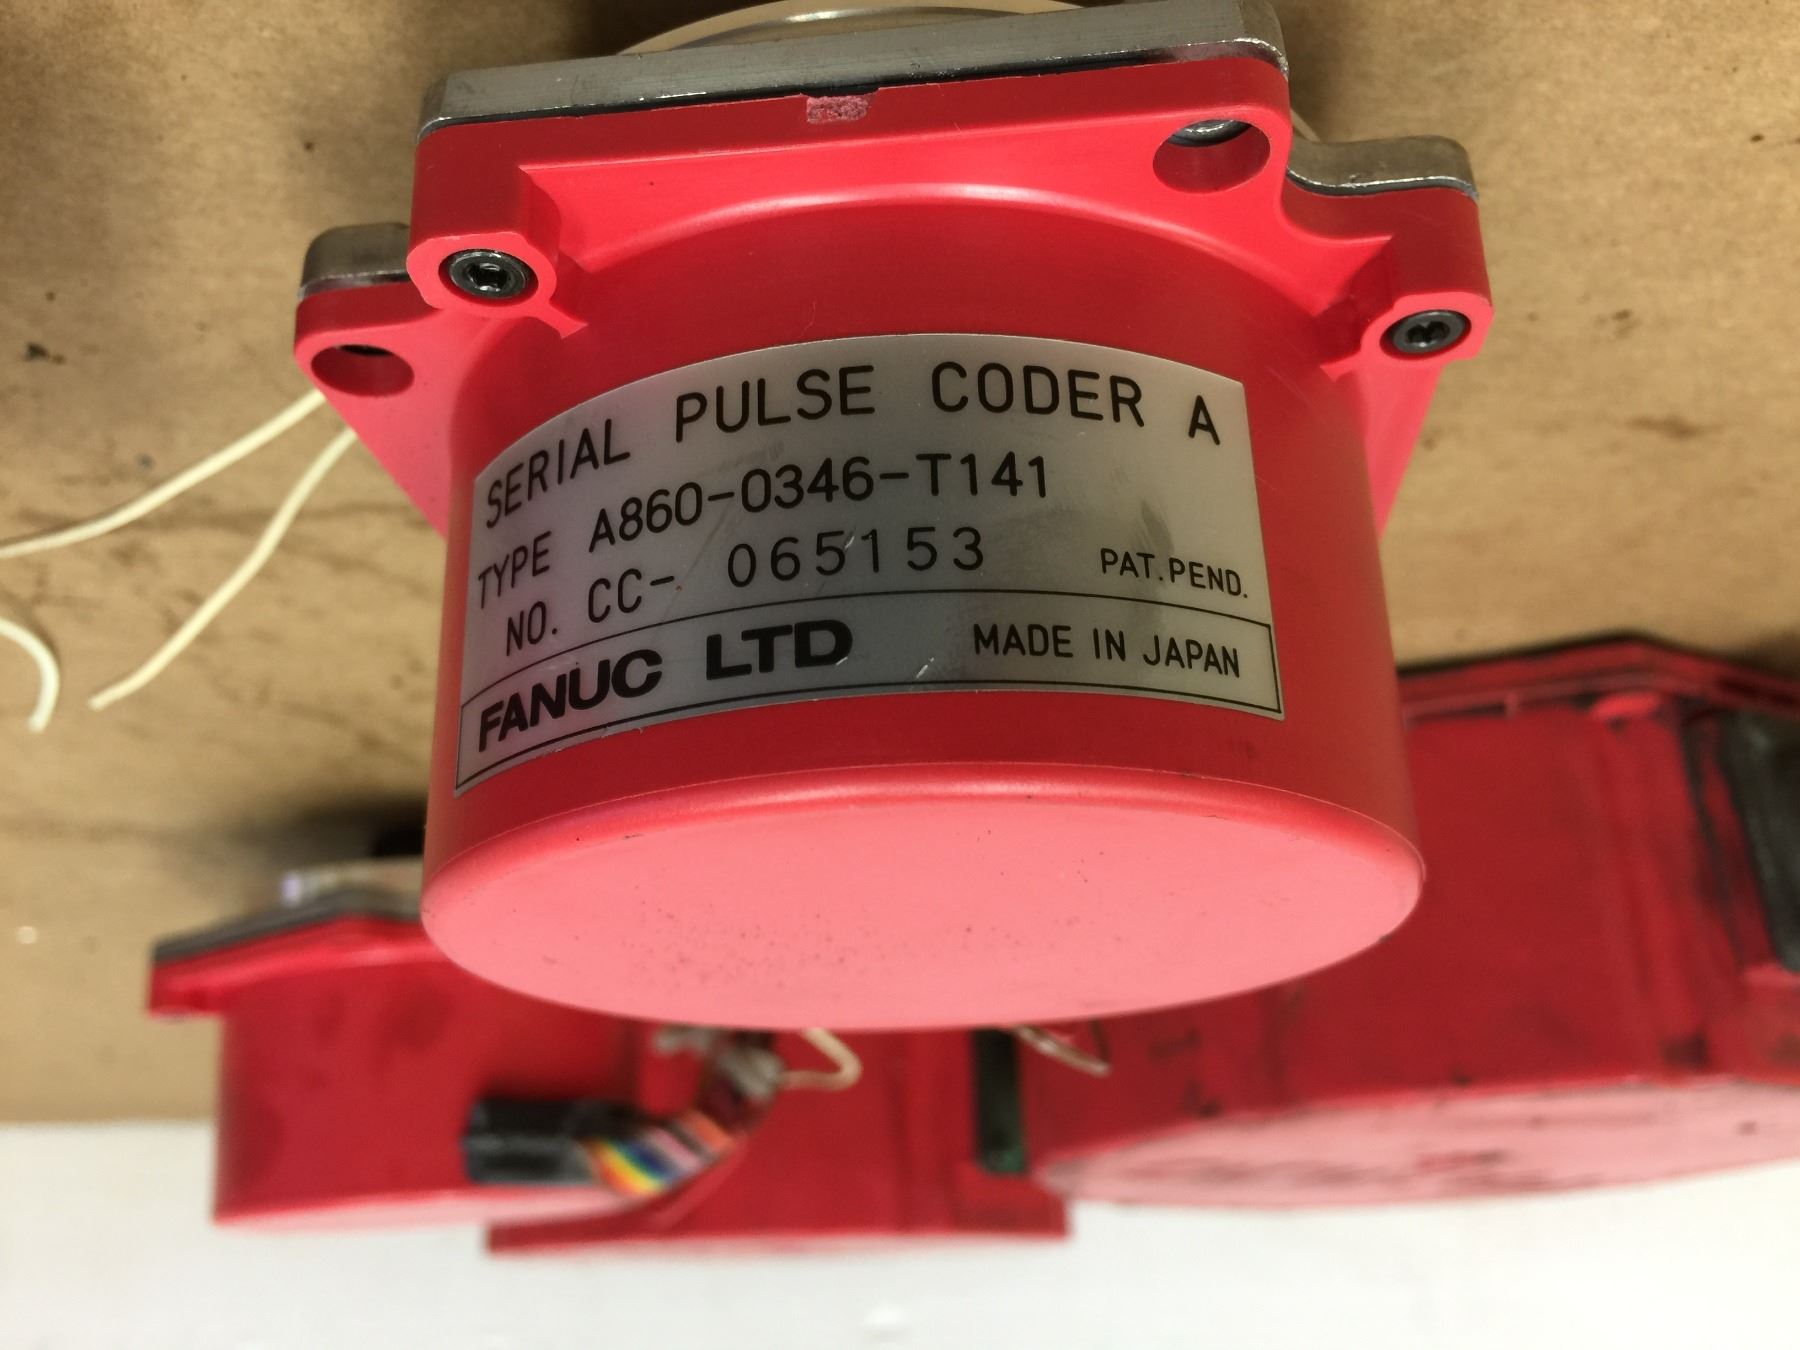 SERIAL PULSE CODER A
TYPE A860-0346-T141
NO. CC- 065153 PAT.PEND.
FANUC LTD MADE IN JAPAN